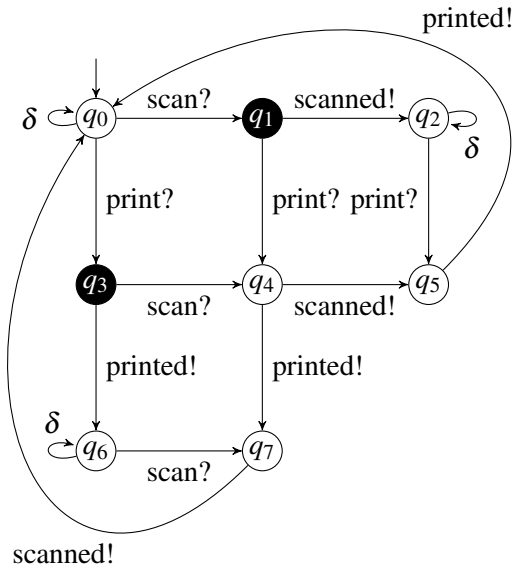 printed!
scan? scanned!
δ q0 q1 q2
δ
print? print? print?
q3 q4 q5
scan? scanned!
printed! printed!
δ
q6 q7
scan?
scanned!